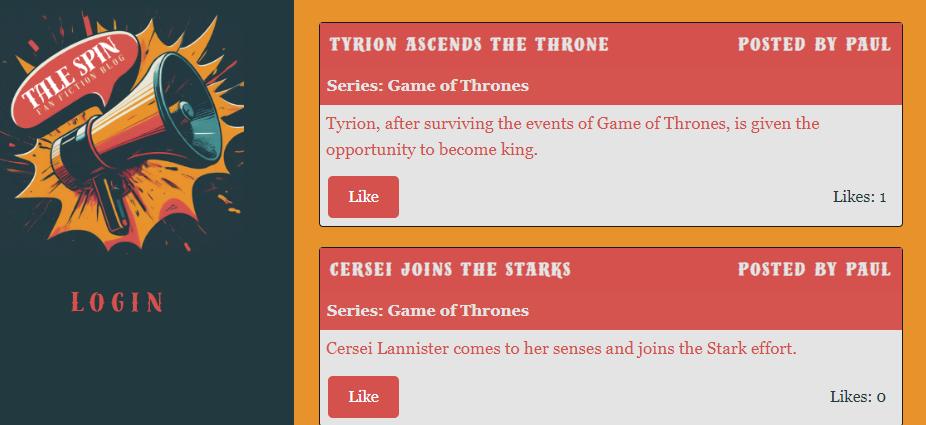 TALE SPIN
FAN FICTION BLOG
LOGIN
TYRION ASCENDS THE THRONE POSTED BY PAUL
Series: Game of Thrones
Tyrion, after surviving the events of Game of Thrones, is given the
opportunity to become king.
Like Likes: 1
CERSEI JOINS THE STARKS POSTED BY PAUL
Series: Game of Thrones
Cersei Lannister comes to her senses and joins the Stark effort.
Like Likes: 0